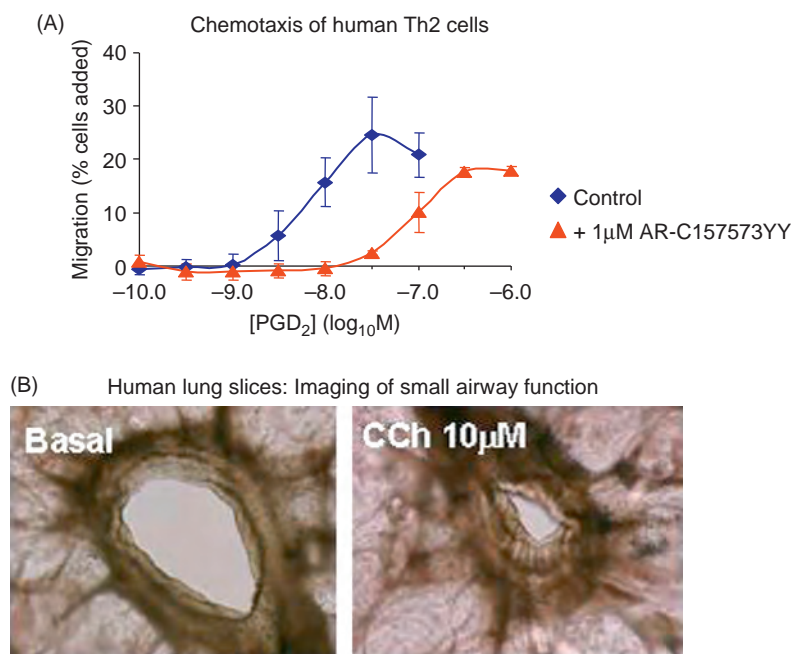 (A)
Chemotaxis of human Th2 cells
Migration (% cells added)
40
30
20
10
0
–10.0 –9.0 –8.0 –7.0 –6.0
[PGD₂] (log₁₀M)
Control
+ 1μM AR-C157573YY
(B)
Human lung slices: Imaging of small airway function
Basal
CCh 10μM